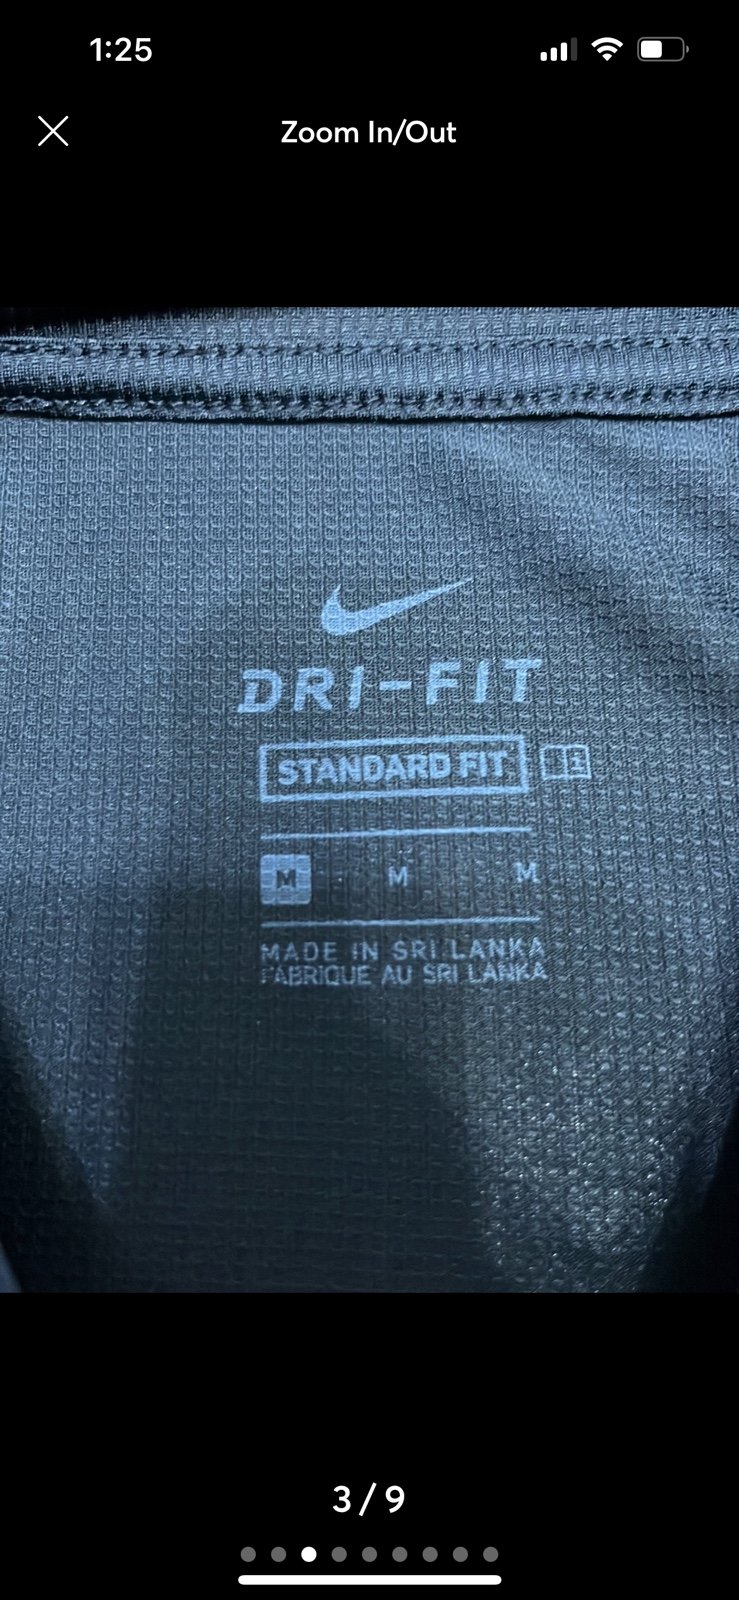 1:25
Zoom In/Out
DRI-FIT
STANDARD FIT
M M M
MADE IN SRI LANKA
FABRIQUE AU SRI LANKA
3 / 9